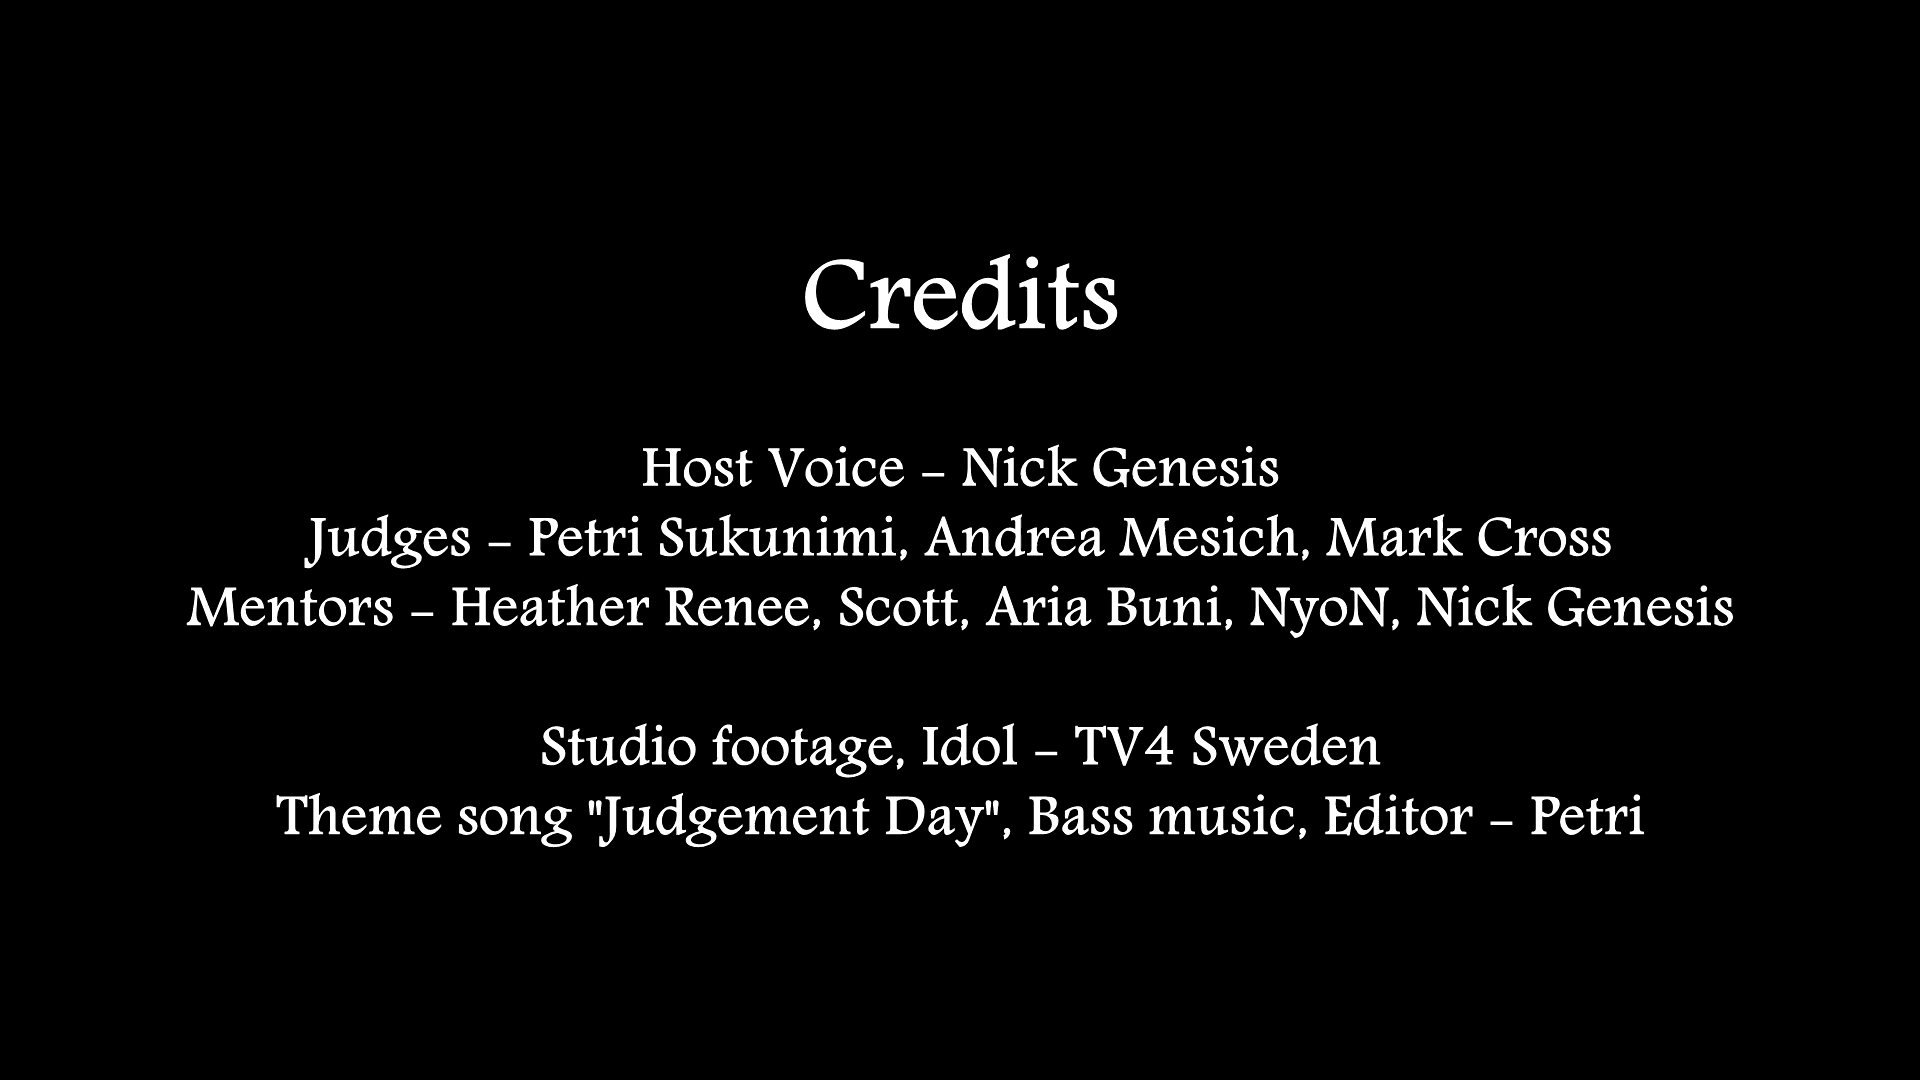 Credits
Host Voice – Nick Genesis
Judges – Petri Sukunimi, Andrea Mesich, Mark Cross
Mentors – Heather Renee, Scott, Aria Buni, NyoN, Nick Genesis
Studio footage, Idol – TV4 Sweden
Theme song "Judgement Day", Bass music, Editor – Petri